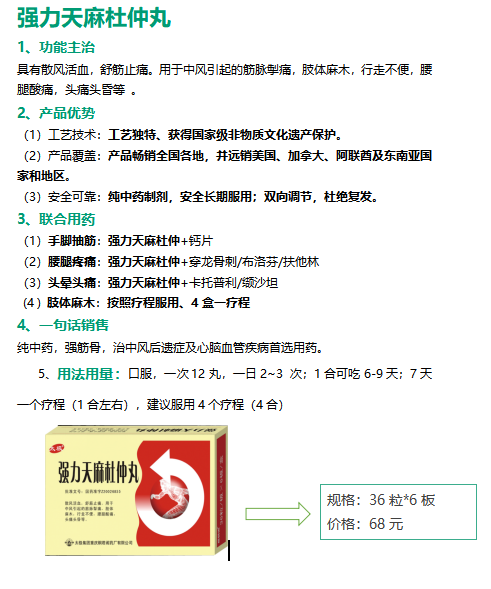 强力天麻杜仲丸
1、功能主治
具有散风活血，舒筋止痛。用于中风引起的筋脉掣痛，肢体麻木，行走不便，腰
腿酸痛，头痛头昏等 。
2、产品优势
（1）工艺技术：工艺独特、获得国家级非物质文化遗产保护。
（2）产品覆盖：产品畅销全国各地，并远销美国、加拿大、阿联酋及东南亚国
家和地区。
（3）安全可靠：纯中药制剂，安全长期服用；双向调节，杜绝复发。
3、联合用药
（1）手脚抽筋：强力天麻杜仲+钙片
（2）腰腿疼痛：强力天麻杜仲+穿龙骨刺/布洛芬/扶他林
（3）头晕头痛：强力天麻杜仲+卡托普利/缬沙坦
（4）肢体麻木：按照疗程服用、4 盒一疗程
4、一句话销售
纯中药，强筋骨，治中风后遗症及心脑血管疾病首选用药。
5、用法用量：口服，一次 12 丸，一日 2~3 次；1 合可吃 6-9 天；7 天
一个疗程（1 合左右），建议服用 4 个疗程（4 合）
强力天麻杜仲丸
规格：36 粒*6 板
价格：68 元